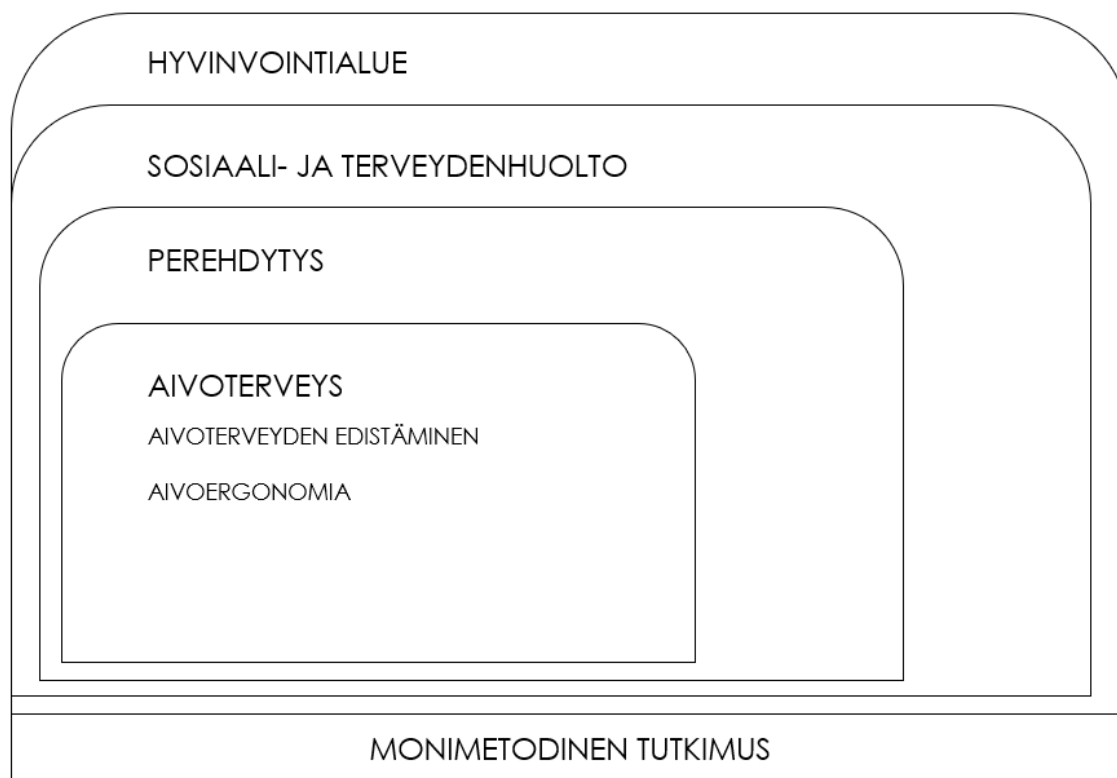 HYVINVOINTIALUE
SOSIAALI- JA TERVEYDENHUOLTO
PEREHDYTYS
AIVOTERVEYS
AIVOTERVEYDEN EDISTÄMINEN
AIVOERGONOMIA
MONIMETODINEN TUTKIMUS